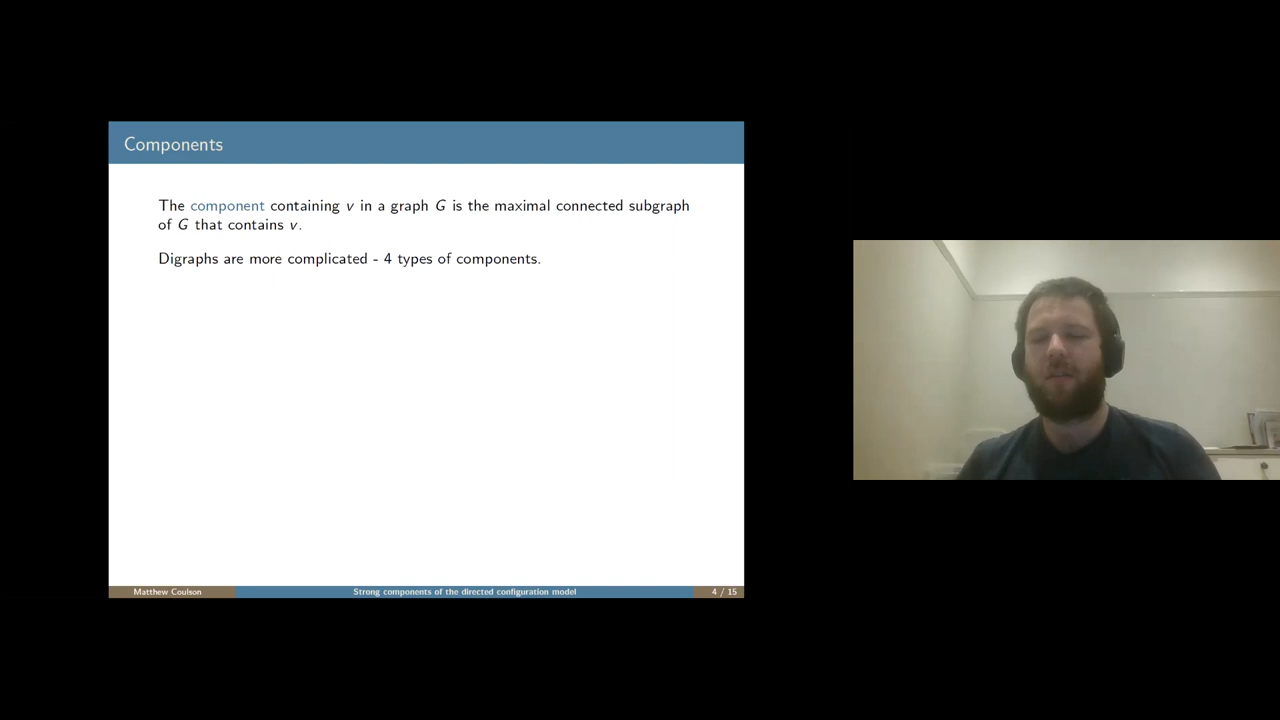 Components
The component containing v in a graph G is the maximal connected subgraph
of G that contains v.
Digraphs are more complicated - 4 types of components.
Matthew Coulson
Strong components of the directed configuration model
4 / 15